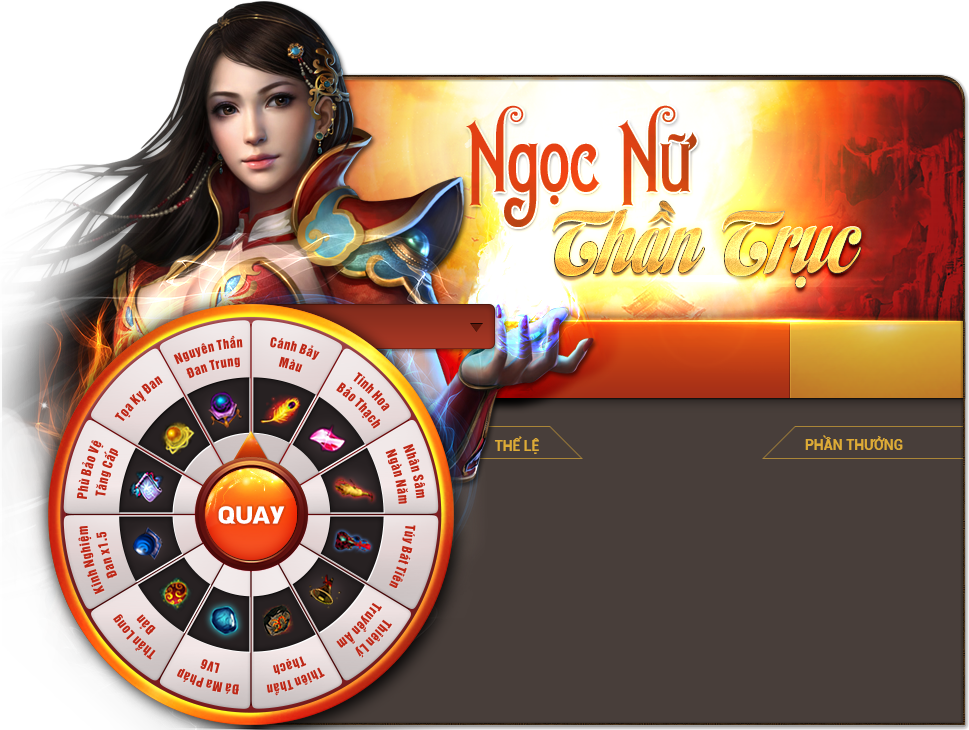 Ngọc Nữ
Thần Trục
THỂ LỆ
PHẦN THƯỞNG
QUAY
Cánh Bảy
Màu
Tinh Hoa
Bảo Thạch
Nhân Sâm
Ngàn Năm
Túy Bát Tiên
Thiên Lý
Truyền Âm
Thiên Thần
Thạch
Đá Ma Pháp
LV6
Thần Long
Đản
Kinh Nghiệm
Đan x1.5
Phù Bảo Vệ
Tăng Cấp
Tọa Kỵ Đan
Nguyên Thần
Đan Trung